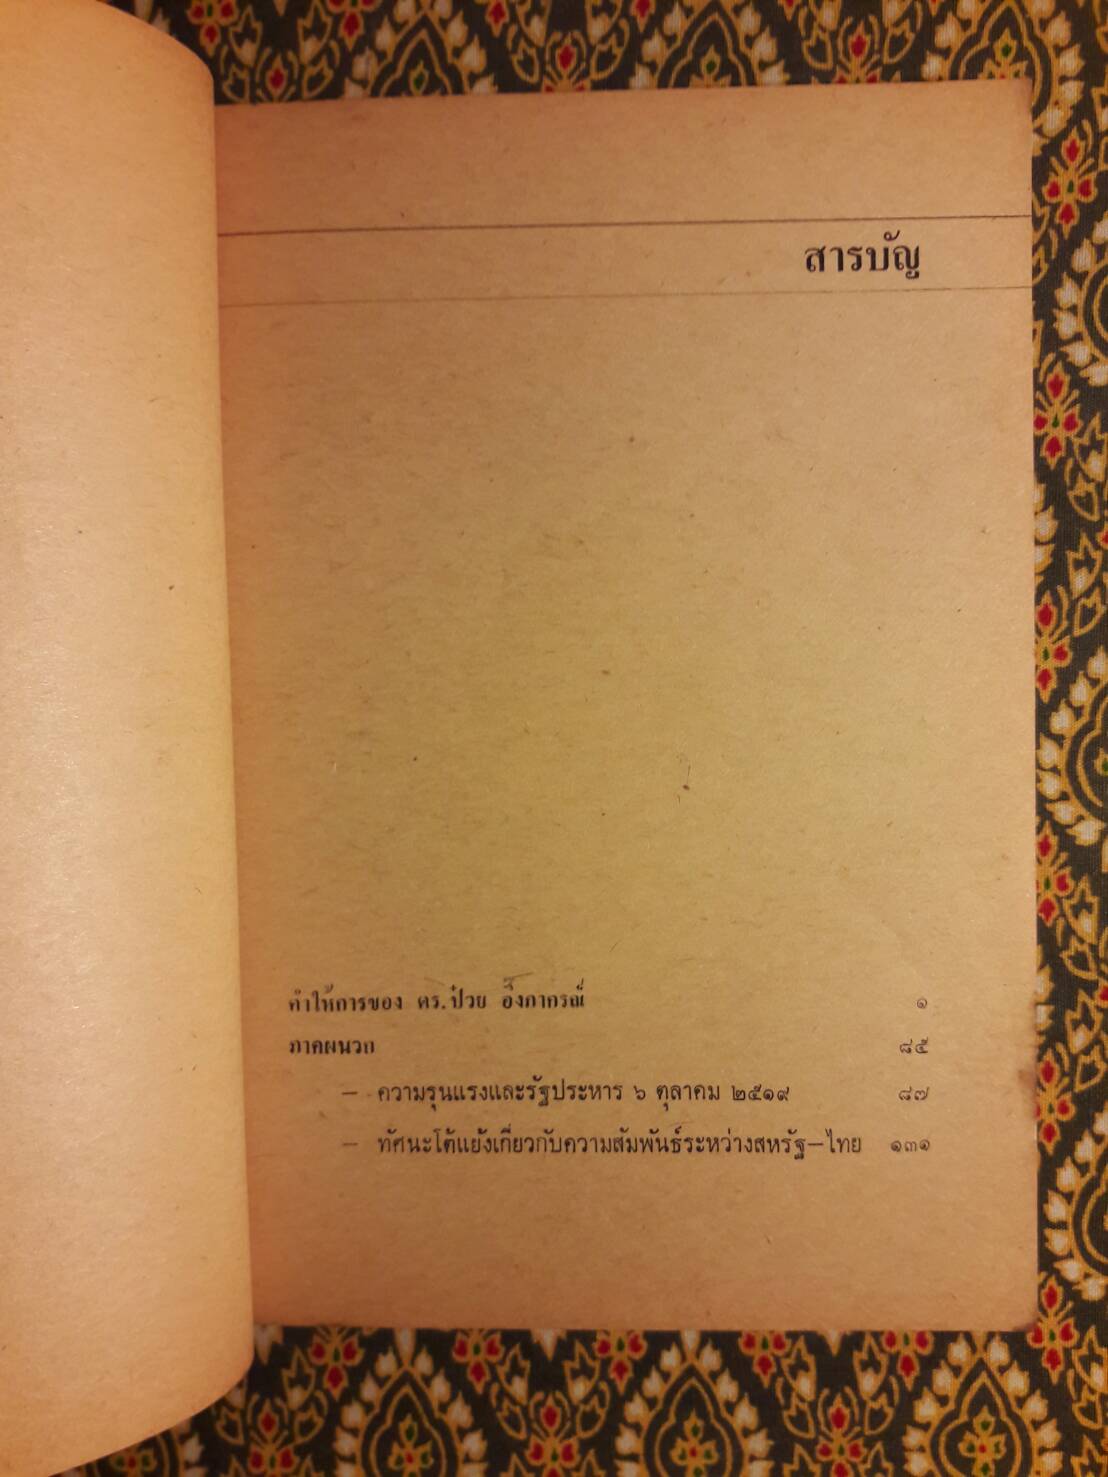 สารบัญ
คำให้การของ ดร.ป๋วย อึ๊งภากรณ์ ๑
ภาคผนวก ๘๕
– ความรุนแรงและรัฐประหาร ๖ ตุลาคม ๒๕๑๙ ๘๗
– ทัศนะโต้แย้งเกี่ยวกับความสัมพันธ์ระหว่างสหรัฐ–ไทย ๑๓๑